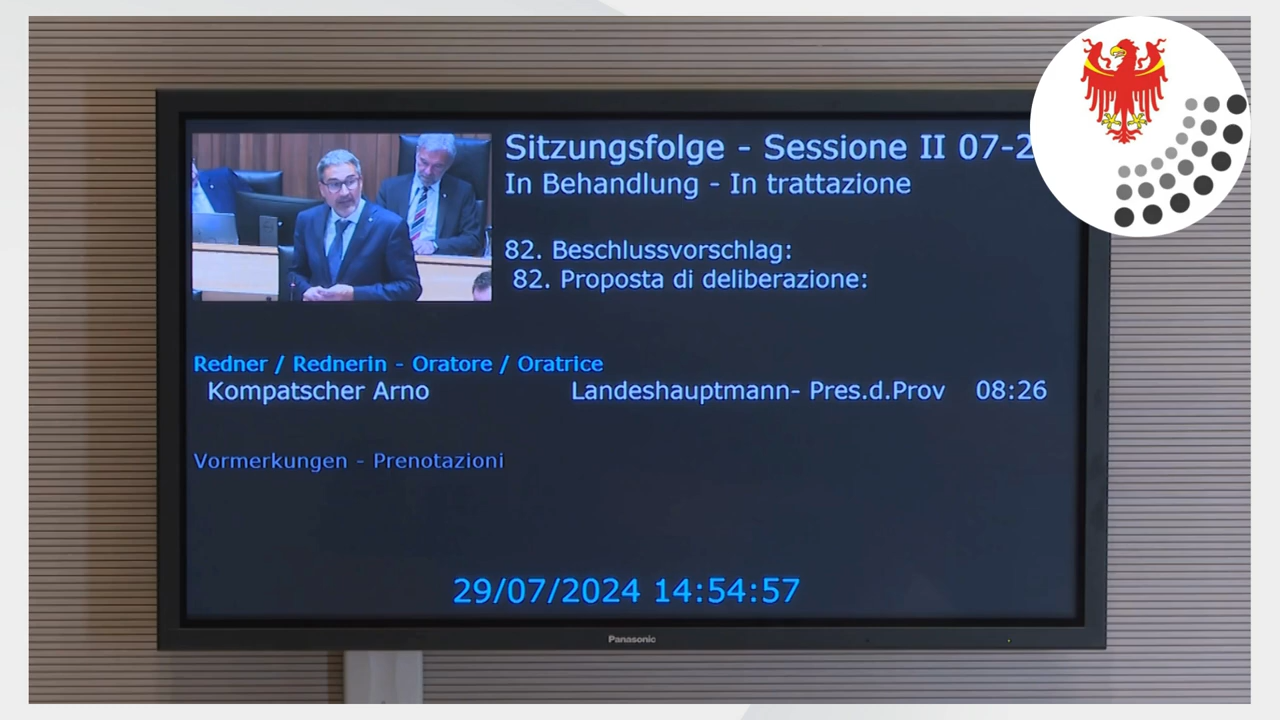 Sitzungsfolge - Sessione II 07-2
In Behandlung - In trattazione
82. Beschlussvorschlag:
82. Proposta di deliberazione:
Redner / Rednerin - Oratore / Oratrice
Kompatscher Arno Landeshauptmann- Pres.d.Prov 08:26
Vormerkungen - Prenotazioni
29/07/2024 14:54:57
Panasonic